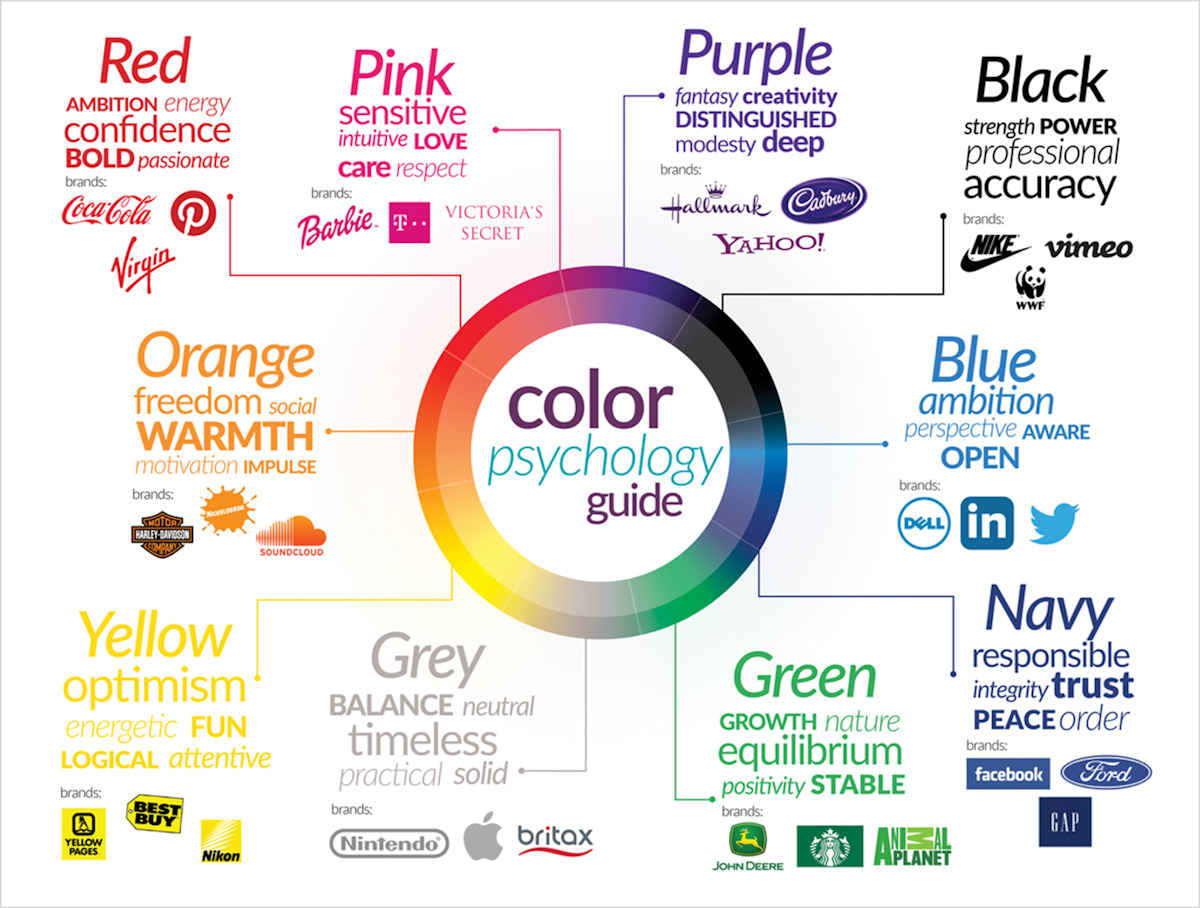 Red
AMBITION energy
confidence
BOLD passionate
brands:
Coca-Cola
Virgin
Pink
sensitive
intuitive LOVE
care respect
brands:
Barbie
T
VICTORIA'S
SECRET
Purple
fantasy creativity
DISTINGUISHED
modesty deep
brands:
Hallmark
Cadbury
YAHOO!
Black
strength POWER
professional
accuracy
brands:
NIKE
vimeo
WWF
Orange
freedom social
WARMTH
motivation IMPULSE
brands:
MOTOR
HARLEY-DAVIDSON
COMPANY
NICKELODEON
SOUNDCLOUD
color
psychology
guide
Blue
ambition
perspective AWARE
OPEN
brands:
DELL
in
Yellow
optimism
energetic FUN
LOGICAL attentive
brands:
YELLOW
PAGES
BEST
BUY
Nikon
Grey
BALANCE neutral
timeless
practical solid
brands:
Nintendo
britax
Green
GROWTH nature
equilibrium
positivity STABLE
brands:
JOHN DEERE
ANIMAL
PLANET
Navy
responsible
integrity trust
PEACE order
brands:
facebook
Ford
GAP